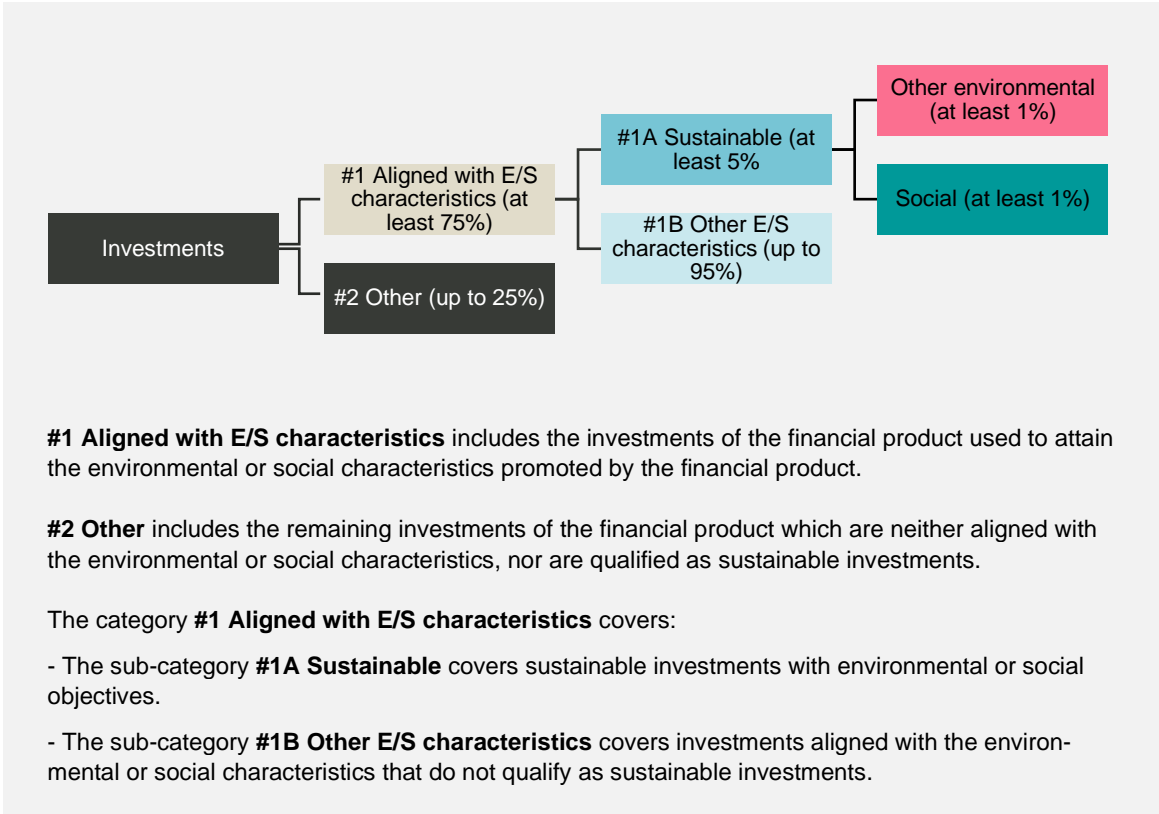 Other environmental
(at least 1%)
#1A Sustainable (at
least 5%
#1 Aligned with E/S
characteristics (at
least 75%)
Social (at least 1%)
Investments
#1B Other E/S
characteristics (up to
95%)
#2 Other (up to 25%)
#1 Aligned with E/S characteristics includes the investments of the financial product used to attain
the environmental or social characteristics promoted by the financial product.
#2 Other includes the remaining investments of the financial product which are neither aligned with
the environmental or social characteristics, nor are qualified as sustainable investments.
The category #1 Aligned with E/S characteristics covers:
- The sub-category #1A Sustainable covers sustainable investments with environmental or social
objectives.
- The sub-category #1B Other E/S characteristics covers investments aligned with the environ-
mental or social characteristics that do not qualify as sustainable investments.